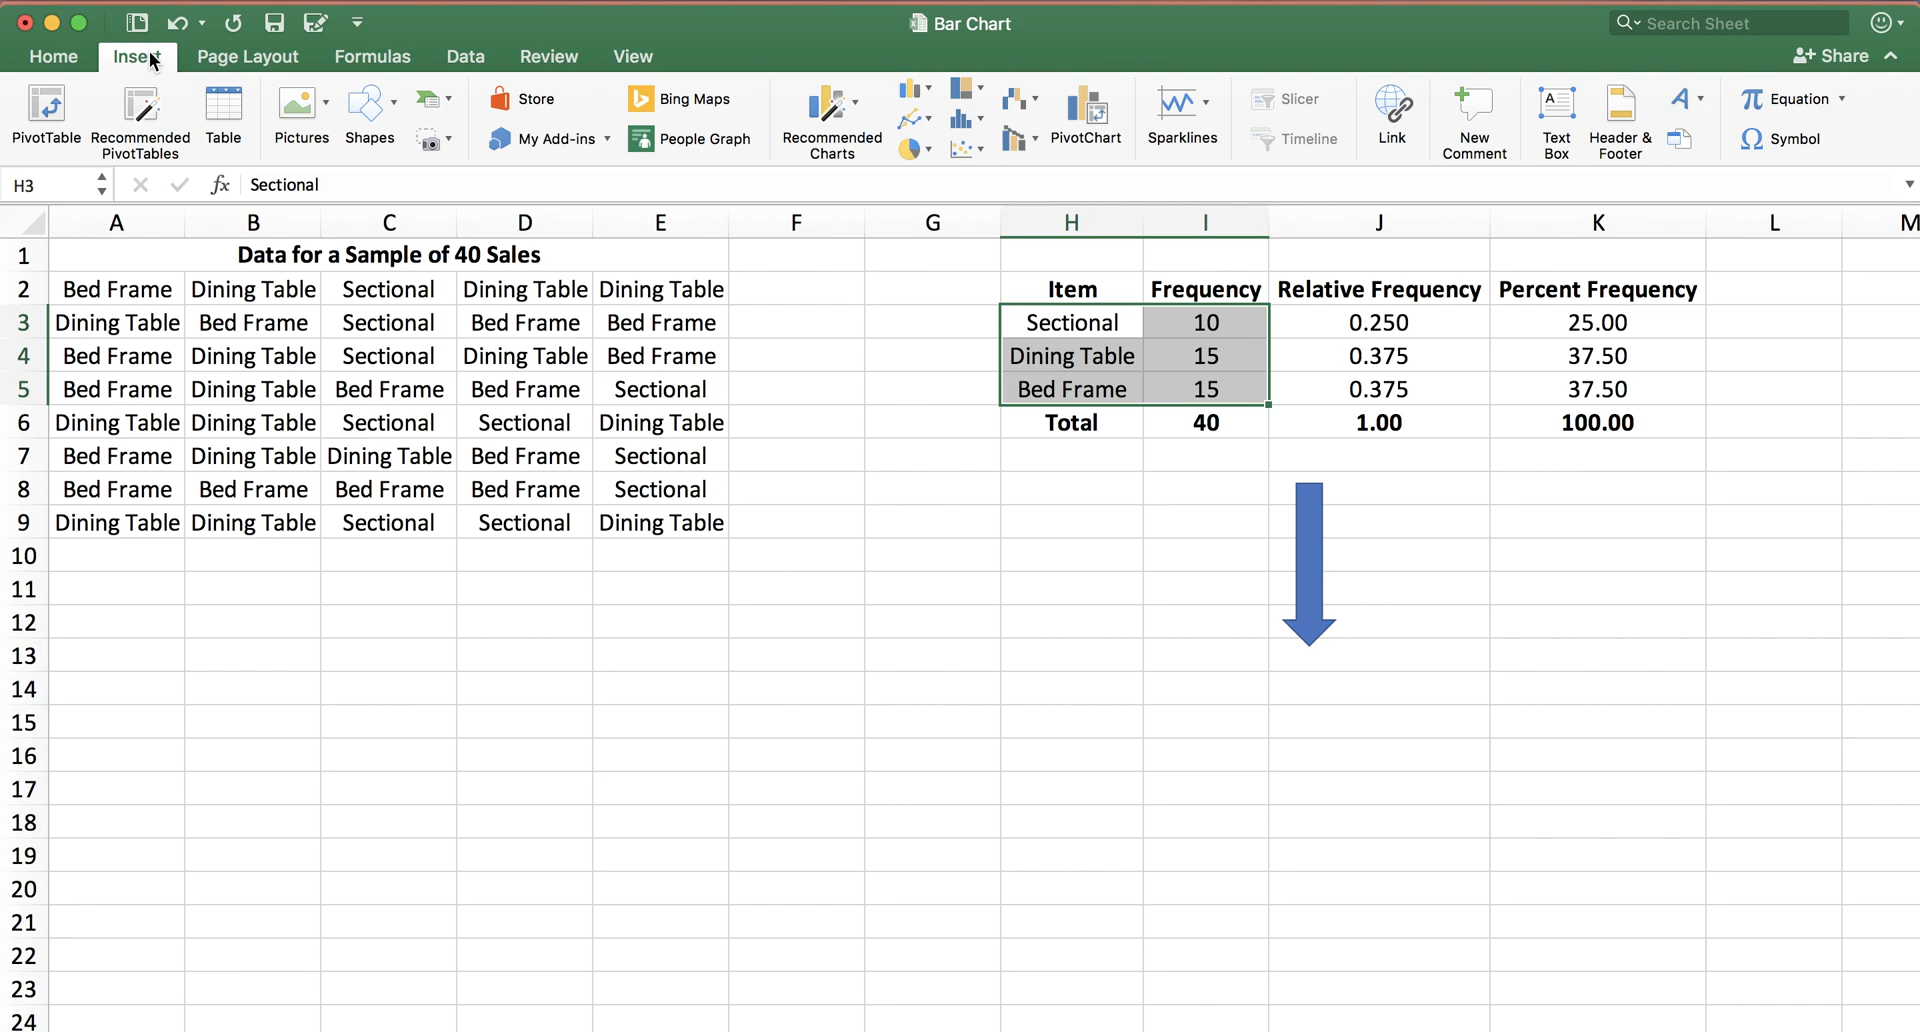 Bar Chart
Search Sheet
Home Insert Page Layout Formulas Data Review View
Share
PivotTable
Recommended PivotTables
Table
Pictures
Shapes
Store
My Add-ins
Bing Maps
People Graph
Recommended Charts
PivotChart
Sparklines
Slicer
Timeline
Link
New Comment
Text Box
Header & Footer
Equation
Symbol
H3 fx Sectional
A B C D E F G H I J K L M
1 Data for a Sample of 40 Sales
2 Bed Frame Dining Table Sectional Dining Table Dining Table Item Frequency Relative Frequency Percent Frequency
3 Dining Table Bed Frame Sectional Bed Frame Bed Frame Sectional 10 0.250 25.00
4 Bed Frame Dining Table Sectional Dining Table Bed Frame Dining Table 15 0.375 37.50
5 Bed Frame Dining Table Bed Frame Bed Frame Sectional Bed Frame 15 0.375 37.50
6 Dining Table Dining Table Sectional Sectional Dining Table Total 40 1.00 100.00
7 Bed Frame Dining Table Dining Table Bed Frame Sectional
8 Bed Frame Bed Frame Bed Frame Bed Frame Sectional
9 Dining Table Dining Table Sectional Sectional Dining Table
10
11
12
13
14
15
16
17
18
19
20
21
22
23
24